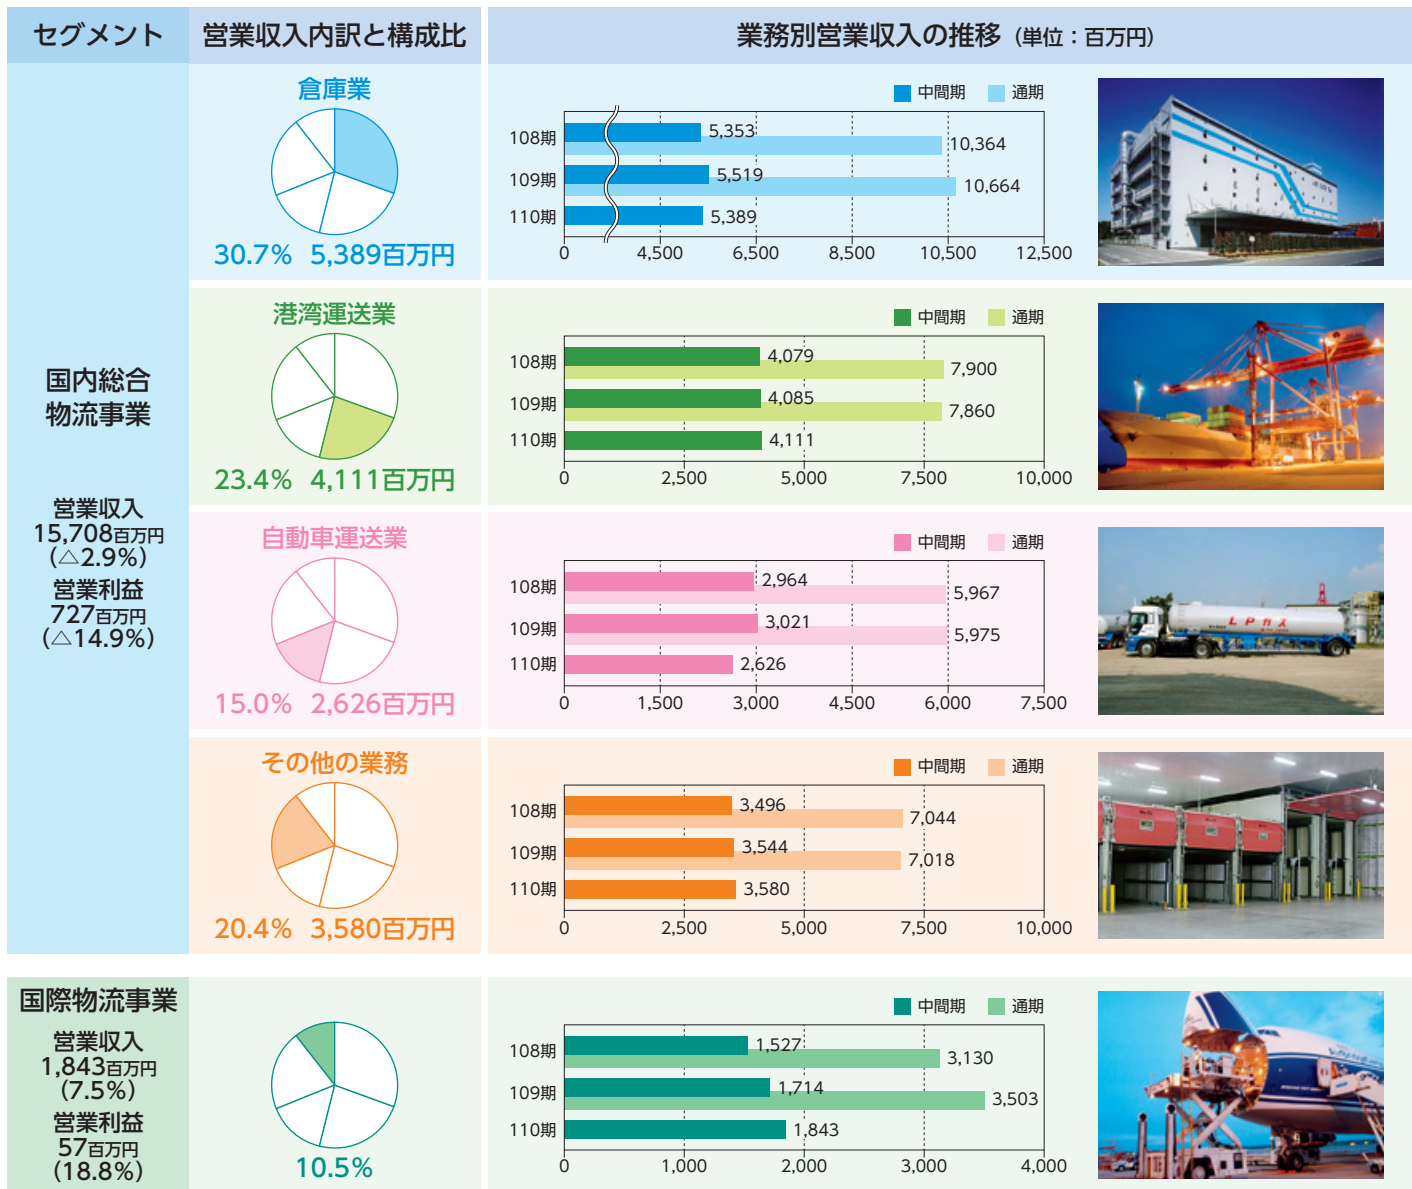 セグメント
営業収入内訳と構成比
業務別営業収入の推移（単位：百万円）
国内総合
物流事業
営業収入
15,708百万円
(△2.9%)
営業利益
727百万円
(△14.9%)
倉庫業
30.7% 5,389百万円
中間期 通期
108期 5,353 10,364
109期 5,519 10,664
110期 5,389
0 4,500 6,500 8,500 10,500 12,500
港湾運送業
23.4% 4,111百万円
中間期 通期
108期 4,079 7,900
109期 4,085 7,860
110期 4,111
0 2,500 5,000 7,500 10,000
自動車運送業
15.0% 2,626百万円
中間期 通期
108期 2,964 5,967
109期 3,021 5,975
110期 2,626
0 1,500 3,000 4,500 6,000 7,500
LPガス
その他の業務
20.4% 3,580百万円
中間期 通期
108期 3,496 7,044
109期 3,544 7,018
110期 3,580
0 2,500 5,000 7,500 10,000
国際物流事業
営業収入
1,843百万円
(7.5%)
営業利益
57百万円
(18.8%)
10.5%
中間期 通期
108期 1,527 3,130
109期 1,714 3,503
110期 1,843
0 1,000 2,000 3,000 4,000